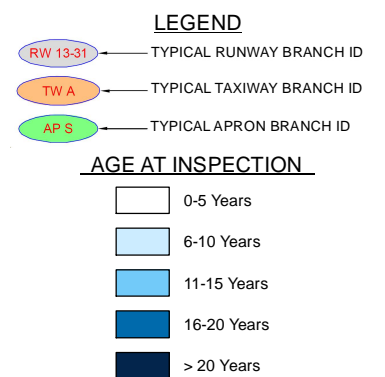 LEGEND
RW 13-31 TYPICAL RUNWAY BRANCH ID
TW A TYPICAL TAXIWAY BRANCH ID
AP S TYPICAL APRON BRANCH ID
AGE AT INSPECTION
0-5 Years
6-10 Years
11-15 Years
16-20 Years
> 20 Years